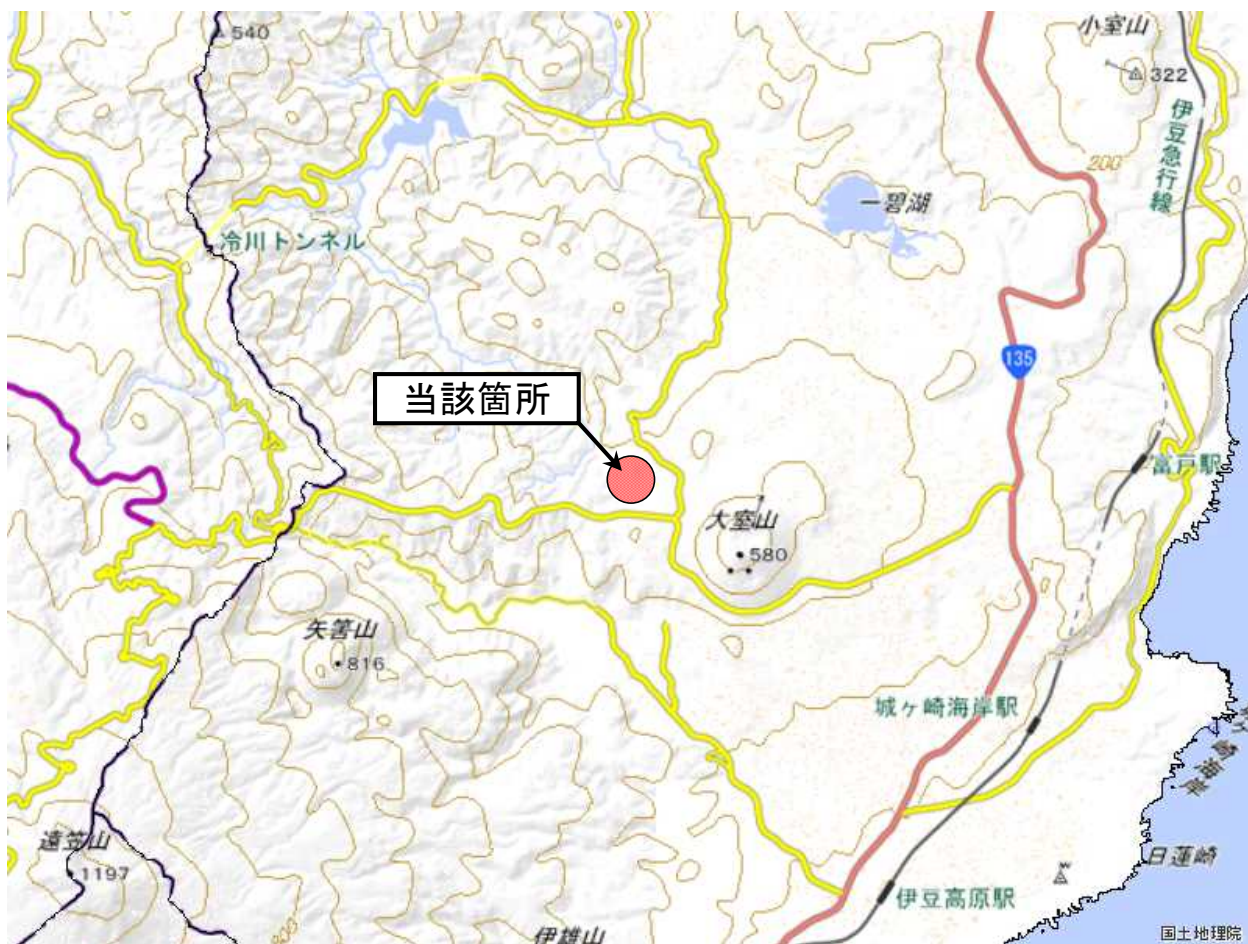 540
小室山
322
伊豆急行線
200
一碧湖
冷川トンネル
135
当該箇所
富戸駅
大室山
580
矢筈山
816
城ヶ崎海岸駅
崎海岸
遠笠山
1197
日蓮崎
伊豆高原駅
伊雄山
国土地理院